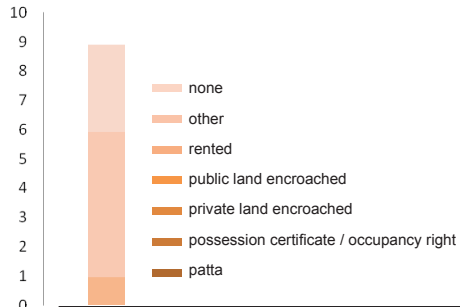 10
9
8
7
6
5
4
3
2
1
0
none
other
rented
public land encroached
private land encroached
possession certificate / occupancy right
patta